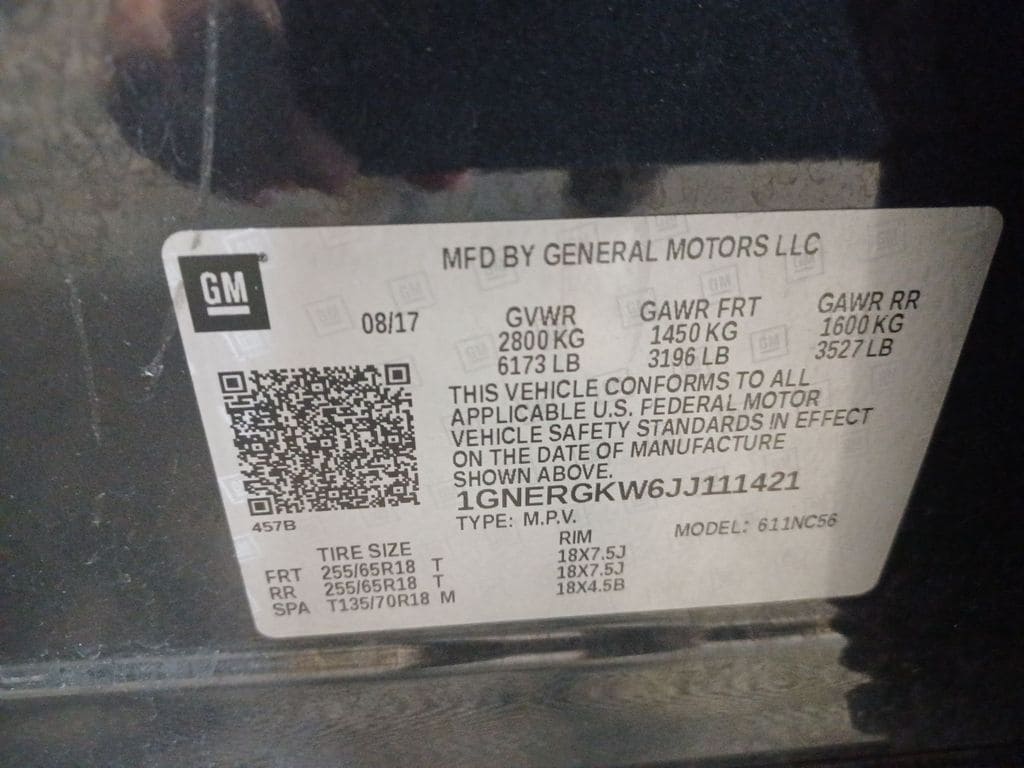 GM
MFD BY GENERAL MOTORS LLC
08/17
GVWR GAWR FRT GAWR RR
2800 KG 1450 KG 1600 KG
6173 LB 3196 LB 3527 LB
THIS VEHICLE CONFORMS TO ALL
APPLICABLE U.S. FEDERAL MOTOR
VEHICLE SAFETY STANDARDS IN EFFECT
ON THE DATE OF MANUFACTURE
SHOWN ABOVE.
1GNERGKW6JJ111421
457B
TYPE: M.P.V. MODEL: 611NC56
TIRE SIZE RIM
FRT 255/65R18 T 18X7.5J
RR 255/65R18 T 18X7.5J
SPA T135/70R18 M 18X4.5B